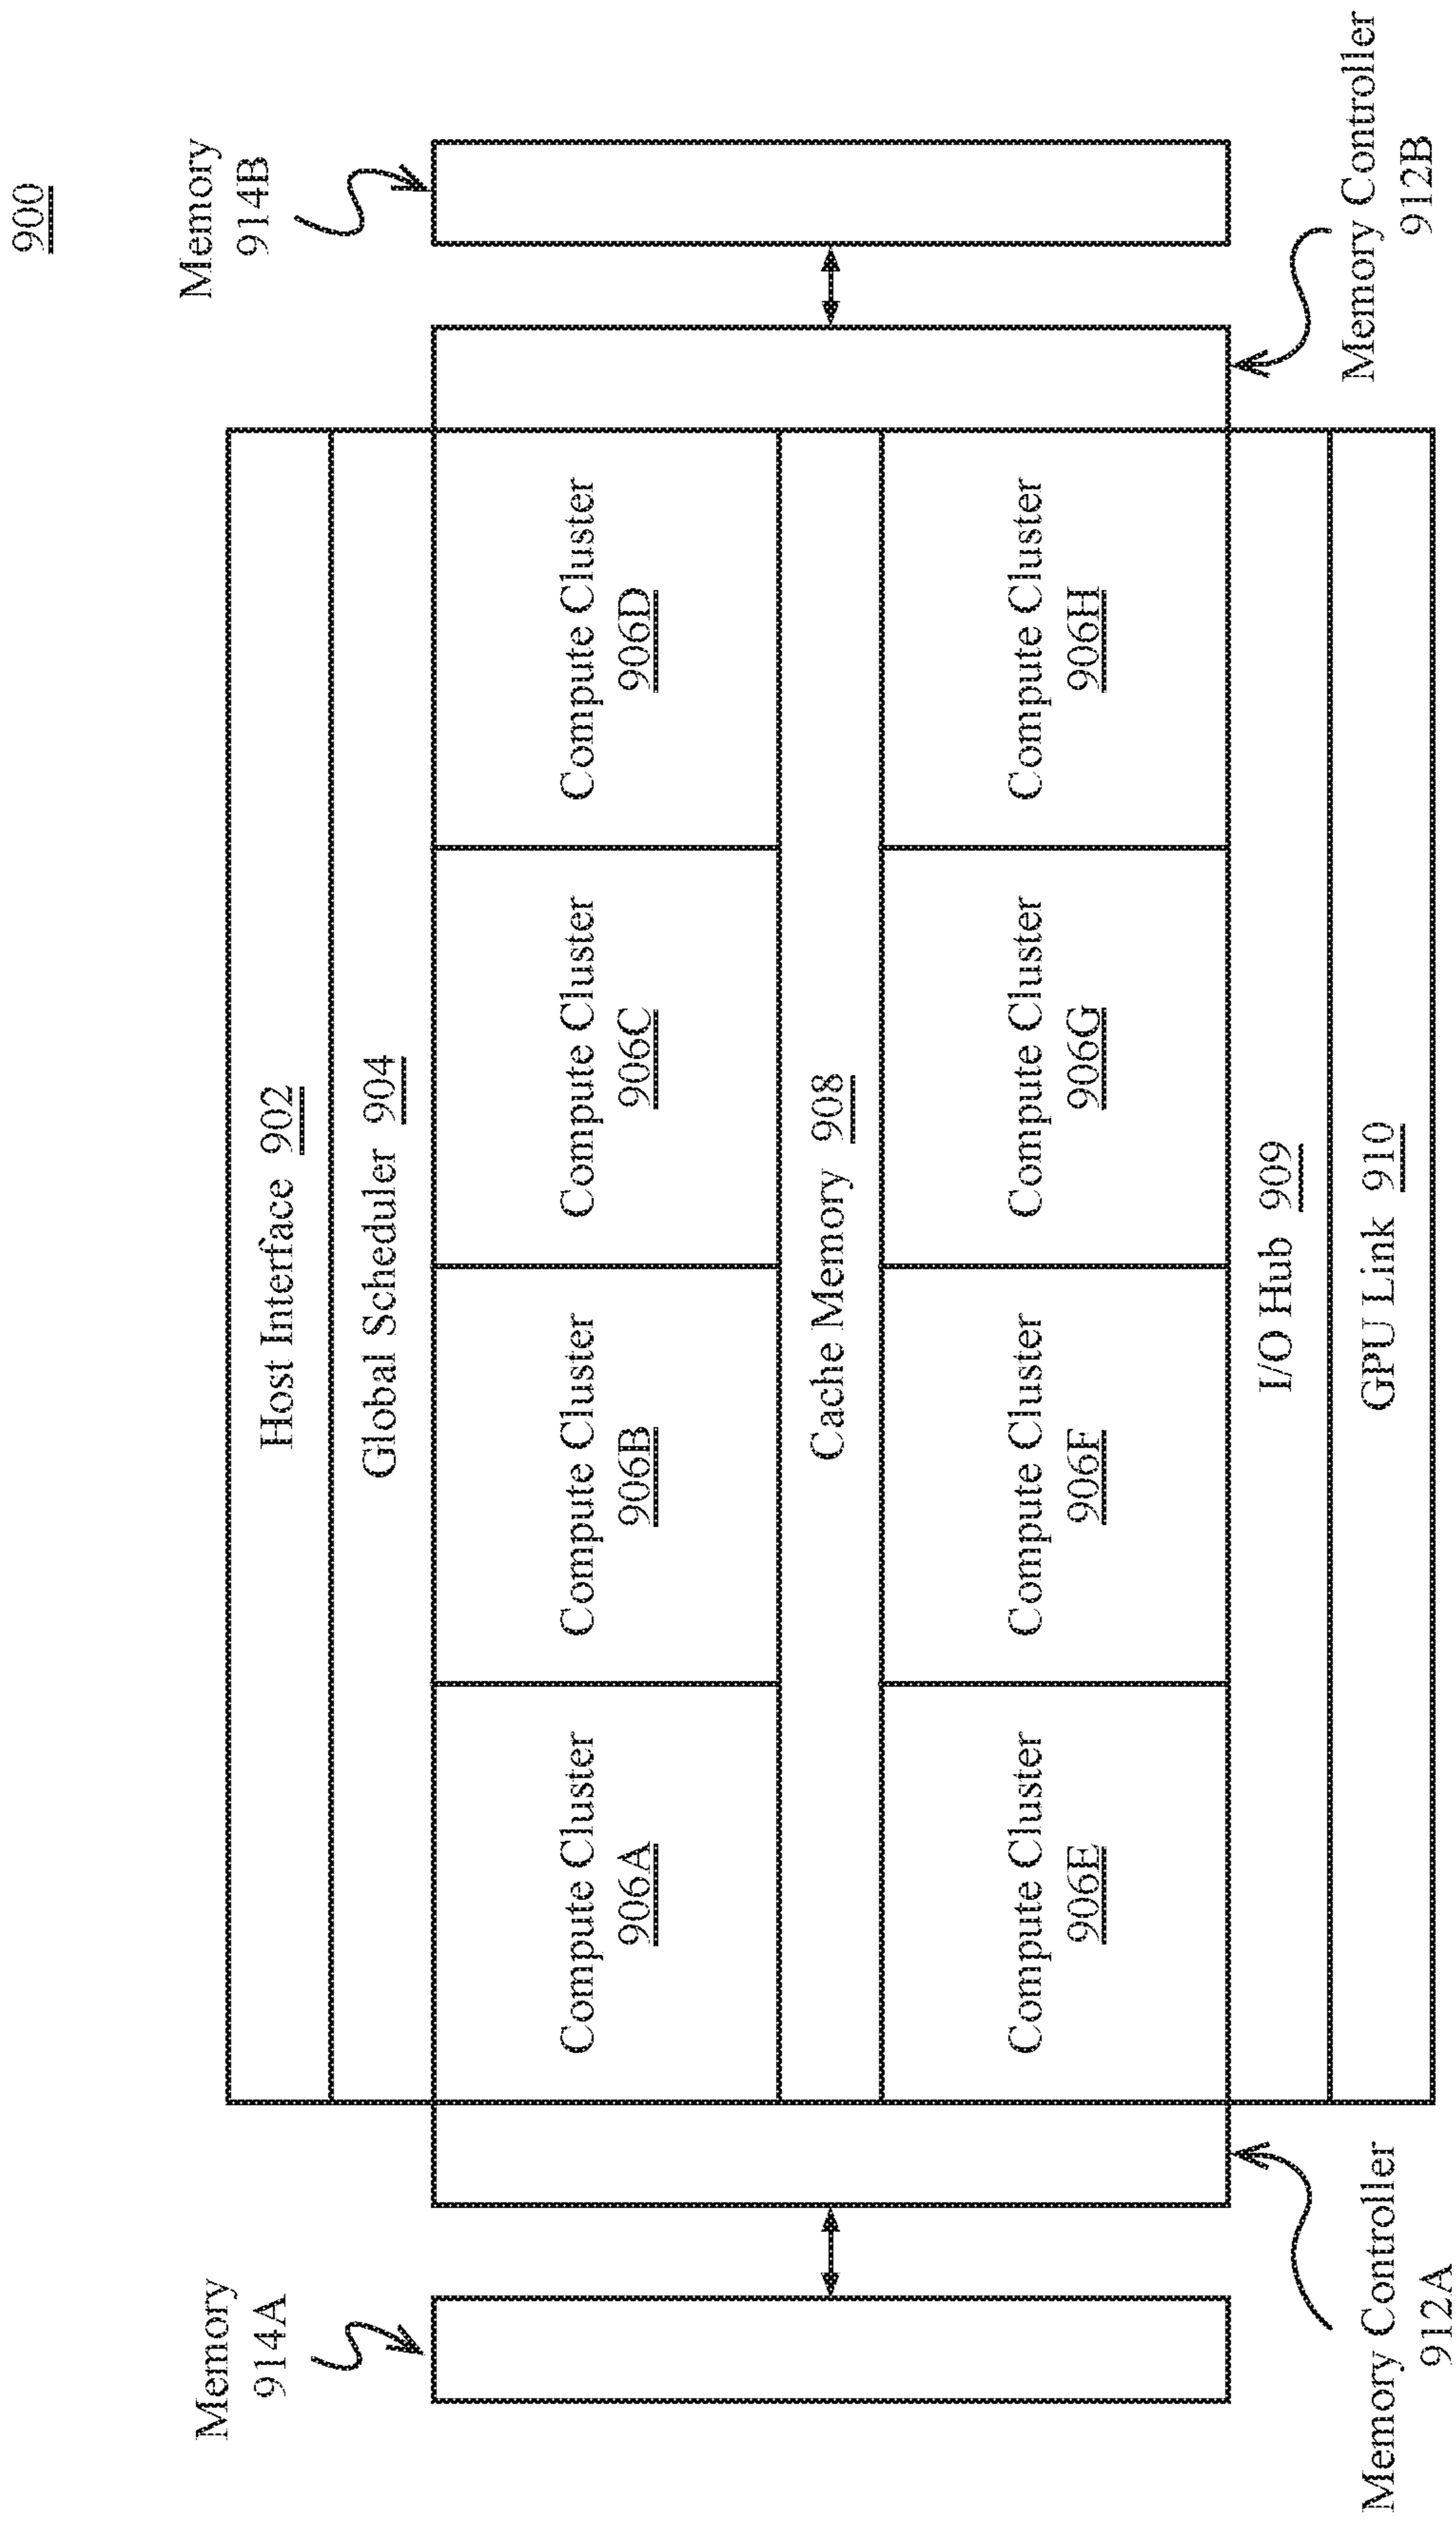 900
Memory
914A
Memory
914B
Host Interface 902
Global Scheduler 904
Compute Cluster
906A
Compute Cluster
906B
Compute Cluster
906C
Compute Cluster
906D
Cache Memory 908
Compute Cluster
906E
Compute Cluster
906F
Compute Cluster
906G
Compute Cluster
906H
I/O Hub 909
GPU Link 910
Memory Controller
912A
Memory Controller
912B